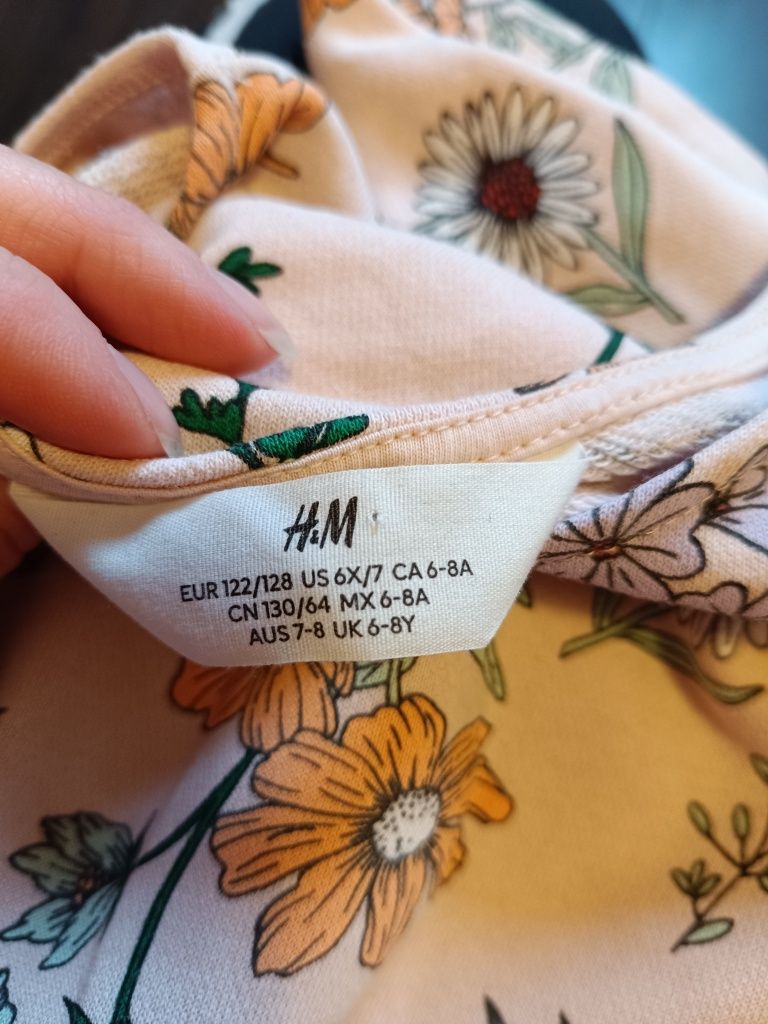 H&M
EUR 122/128 US 6X/7 CA 6-8A
CN 130/64 MX 6-8A
AUS 7-8 UK 6-8Y